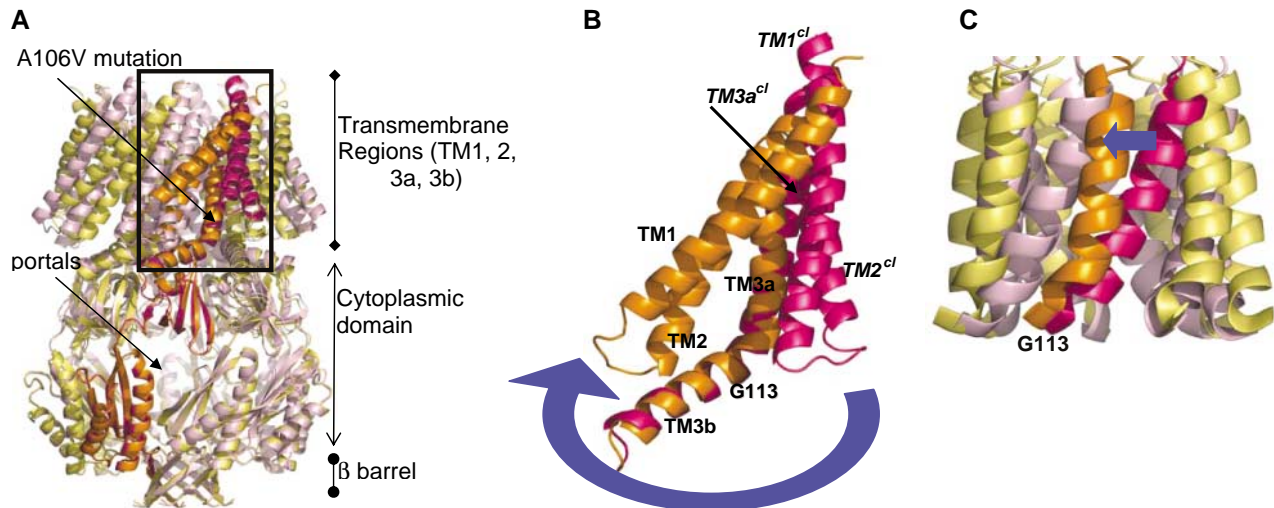 A
A106V mutation
portals
Transmembrane
Regions (TM1, 2,
3a, 3b)
Cytoplasmic
domain
ß barrel
B
TM1cl
TM3acl
TM1
TM3a
TM2cl
TM2
G113
TM3b
C
G113